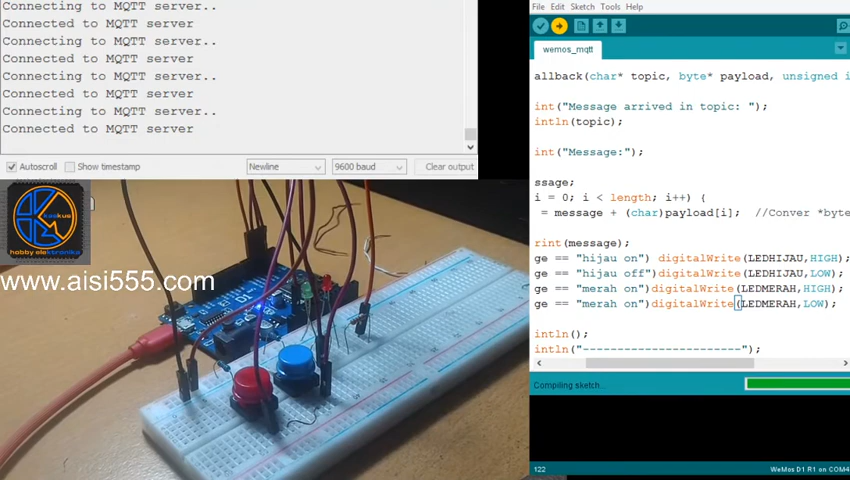 Connecting to MQTT server..
Connected to MQTT server
Connecting to MQTT server..
Connected to MQTT server
Connecting to MQTT server..
Connected to MQTT server
Connecting to MQTT server..
Connected to MQTT server
Autoscroll Show timestamp Newline 9600 baud Clear output
kaskus
hobby elektronika
www.aisi555.com
File Edit Sketch Tools Help
wemos_mqtt
allback(char* topic, byte* payload, unsigned i
int("Message arrived in topic: ");
intln(topic);
int("Message:");
ssage;
i = 0; i < length; i++) {
= message + (char)payload[i]; //Conver *byte
rint(message);
ge == "hijau on") digitalWrite(LEDHIJAU,HIGH);
ge == "hijau off")digitalWrite(LEDHIJAU,LOW);
ge == "merah on")digitalWrite(LEDMERAH,HIGH);
ge == "merah on")digitalWrite(LEDMERAH,LOW);
intln();
intln("-----------------------");
Compiling sketch..
122 WeMos D1 R1 on COM4